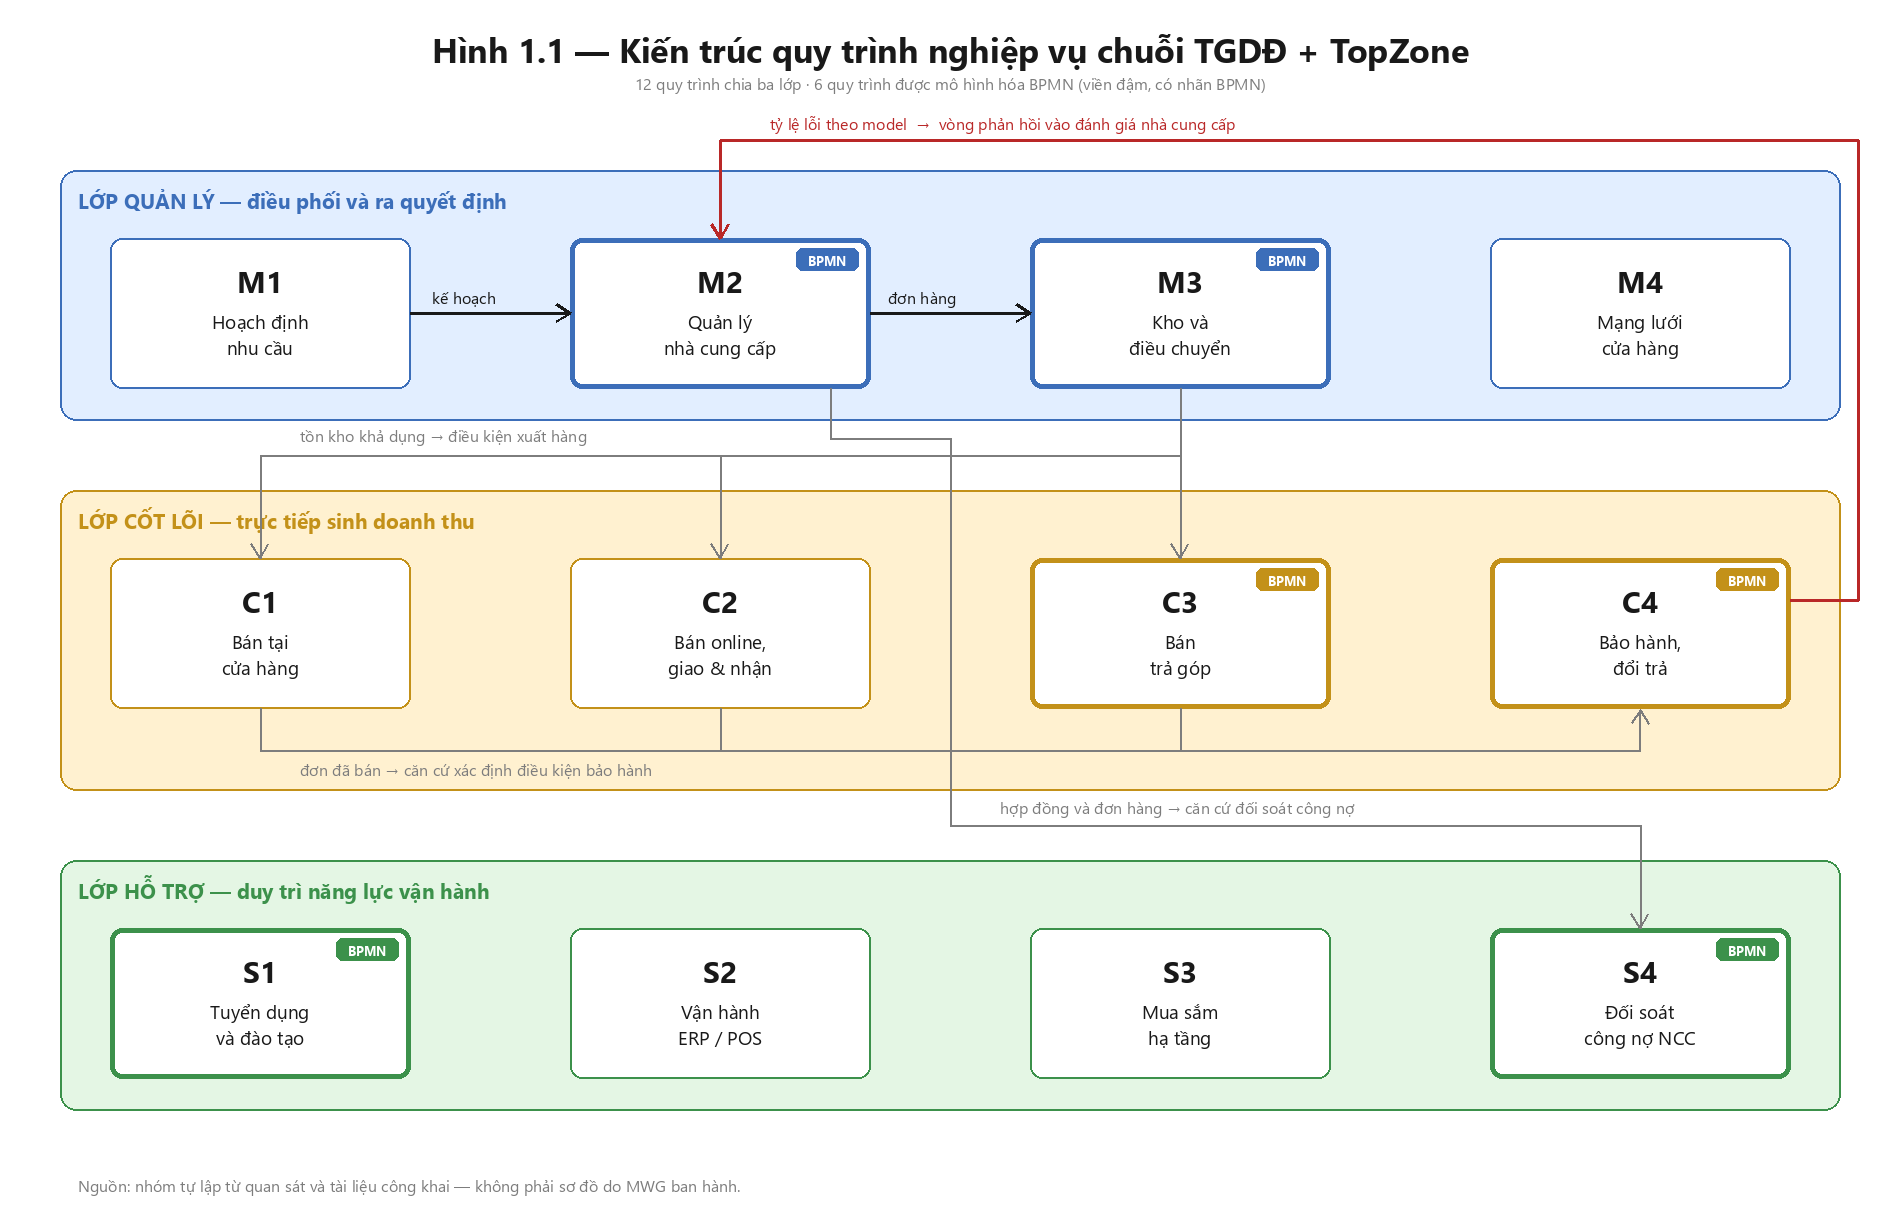 Hình 1.1 — Kiến trúc quy trình nghiệp vụ chuỗi TGDĐ + TopZone
12 quy trình chia ba lớp · 6 quy trình được mô hình hóa BPMN (viền đậm, có nhãn BPMN)
tỷ lệ lỗi theo model → vòng phản hồi vào đánh giá nhà cung cấp
LỚP QUẢN LÝ — điều phối và ra quyết định
M1
Hoạch định
nhu cầu
kế hoạch
BPMN
M2
Quản lý
nhà cung cấp
đơn hàng
BPMN
M3
Kho và
điều chuyển
M4
Mạng lưới
cửa hàng
tồn kho khả dụng → điều kiện xuất hàng
LỚP CỐT LÕI — trực tiếp sinh doanh thu
C1
Bán tại
cửa hàng
C2
Bán online,
giao & nhận
BPMN
C3
Bán
trả góp
BPMN
C4
Bảo hành,
đổi trả
đơn đã bán → căn cứ xác định điều kiện bảo hành
hợp đồng và đơn hàng → căn cứ đối soát công nợ
LỚP HỖ TRỢ — duy trì năng lực vận hành
BPMN
S1
Tuyển dụng
và đào tạo
S2
Vận hành
ERP / POS
S3
Mua sắm
hạ tầng
BPMN
S4
Đối soát
công nợ NCC
Nguồn: nhóm tự lập từ quan sát và tài liệu công khai — không phải sơ đồ do MWG ban hành.